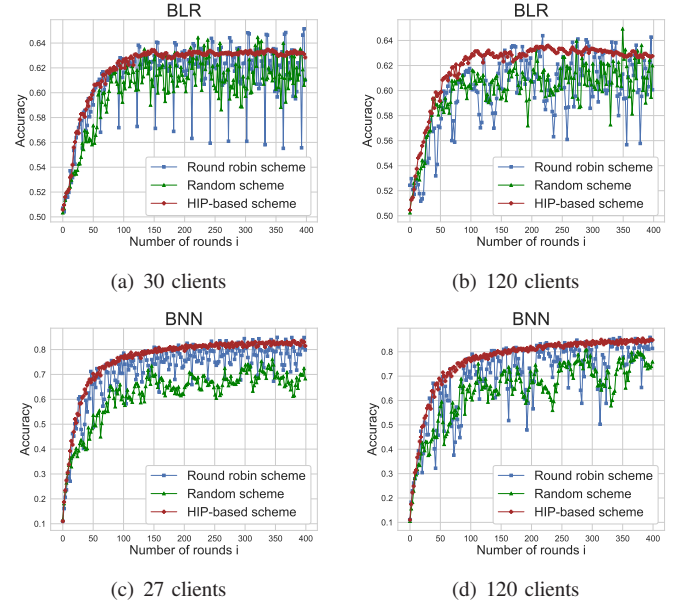 BLR
Accuracy
0.64
0.62
0.60
0.58
0.56
0.54
0.52
0.50
0 50 100 150 200 250 300 350 400
Number of rounds i
Round robin scheme
Random scheme
HIP-based scheme
(a) 30 clients
BLR
Accuracy
0.64
0.62
0.60
0.58
0.56
0.54
0.52
0.50
0 50 100 150 200 250 300 350 400
Number of rounds i
Round robin scheme
Random scheme
HIP-based scheme
(b) 120 clients
BNN
Accuracy
0.8
0.7
0.6
0.5
0.4
0.3
0.2
0.1
0 50 100 150 200 250 300 350 400
Number of rounds i
Round robin scheme
Random scheme
HIP-based scheme
(c) 27 clients
BNN
Accuracy
0.8
0.7
0.6
0.5
0.4
0.3
0.2
0.1
0 50 100 150 200 250 300 350 400
Number of rounds i
Round robin scheme
Random scheme
HIP-based scheme
(d) 120 clients